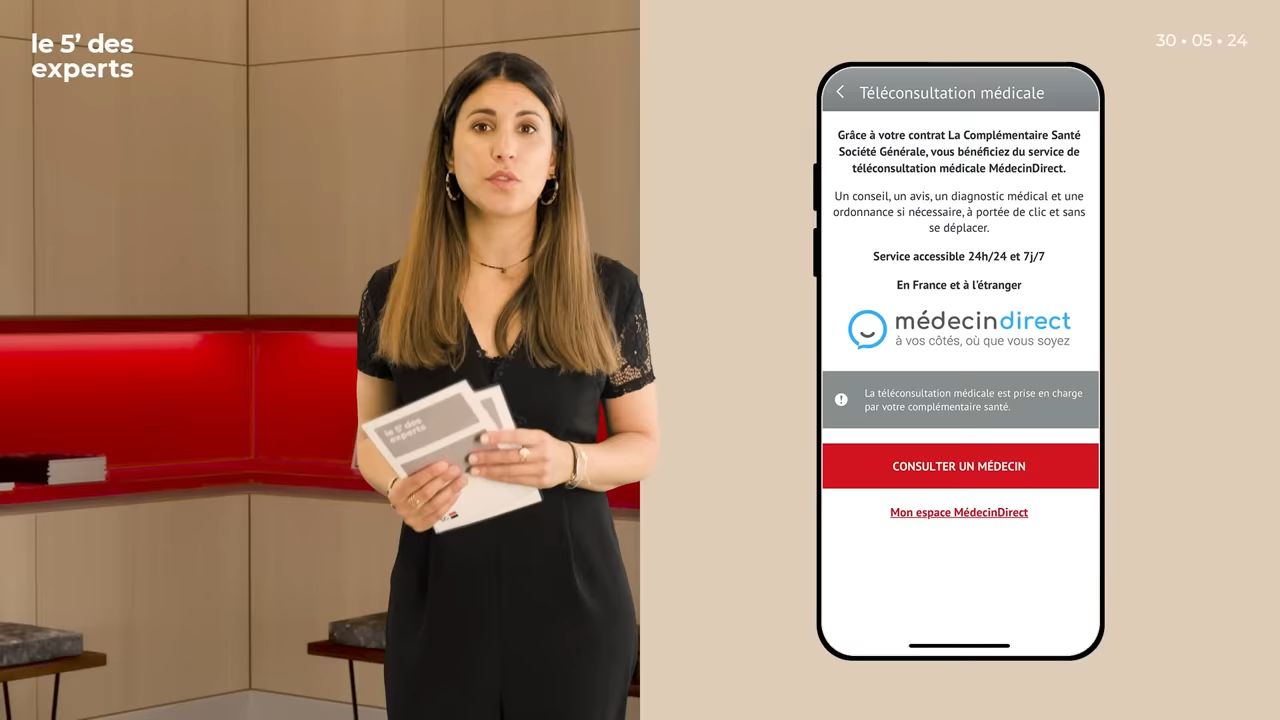 le 5’ des
experts
30 • 05 • 24
Téléconsultation médicale
Grâce à votre contrat La Complémentaire Santé
Société Générale, vous bénéficiez du service de
téléconsultation médicale MédecinDirect.
Un conseil, un avis, un diagnostic médical et une
ordonnance si nécessaire, à portée de clic et sans
se déplacer.
Service accessible 24h/24 et 7j/7
En France et à l’étranger
médecindirect
à vos côtés, où que vous soyez
La téléconsultation médicale est prise en charge
par votre complémentaire santé.
CONSULTER UN MÉDECIN
Mon espace MédecinDirect
le 5’ des
experts